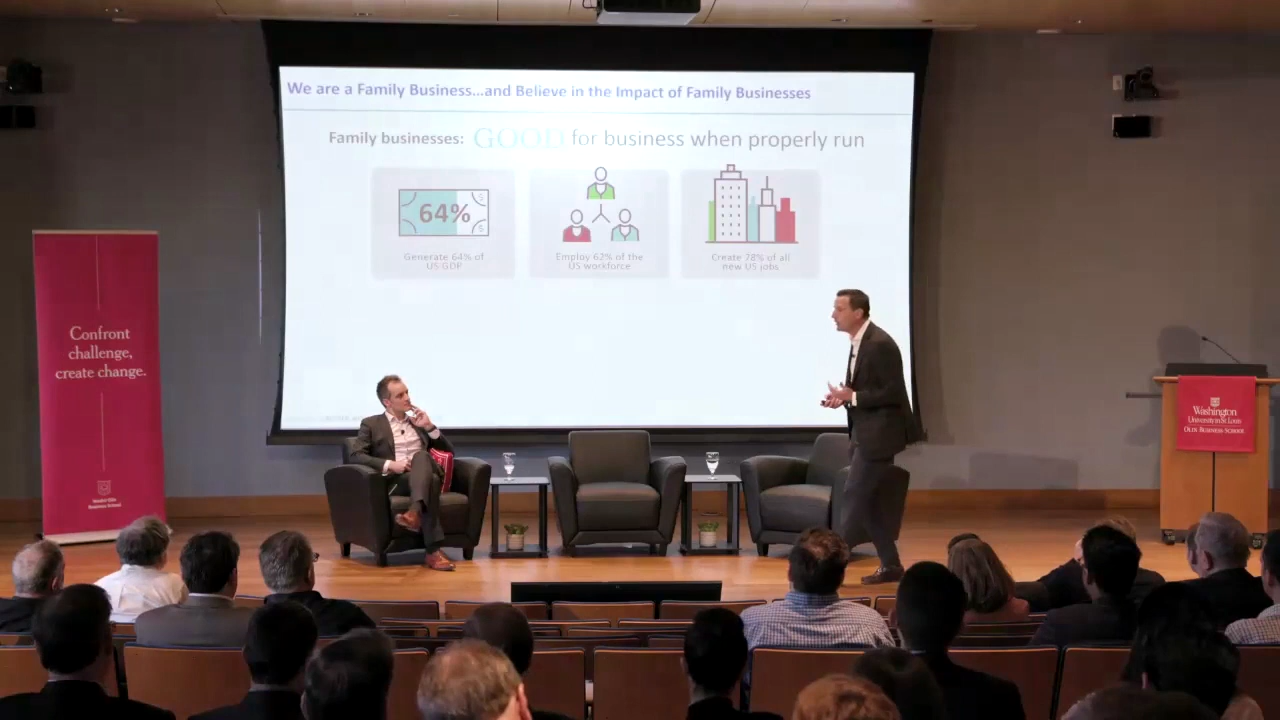 We are a Family Business...and Believe in the Impact of Family Businesses
Family businesses: GOOD for business when properly run
64%
Generate 64% of
US GDP
Employ 62% of the
US workforce
Create 78% of all
new US jobs
Confront
challenge,
create change.
Business School
Washington
University in St. Louis
Olin Business School